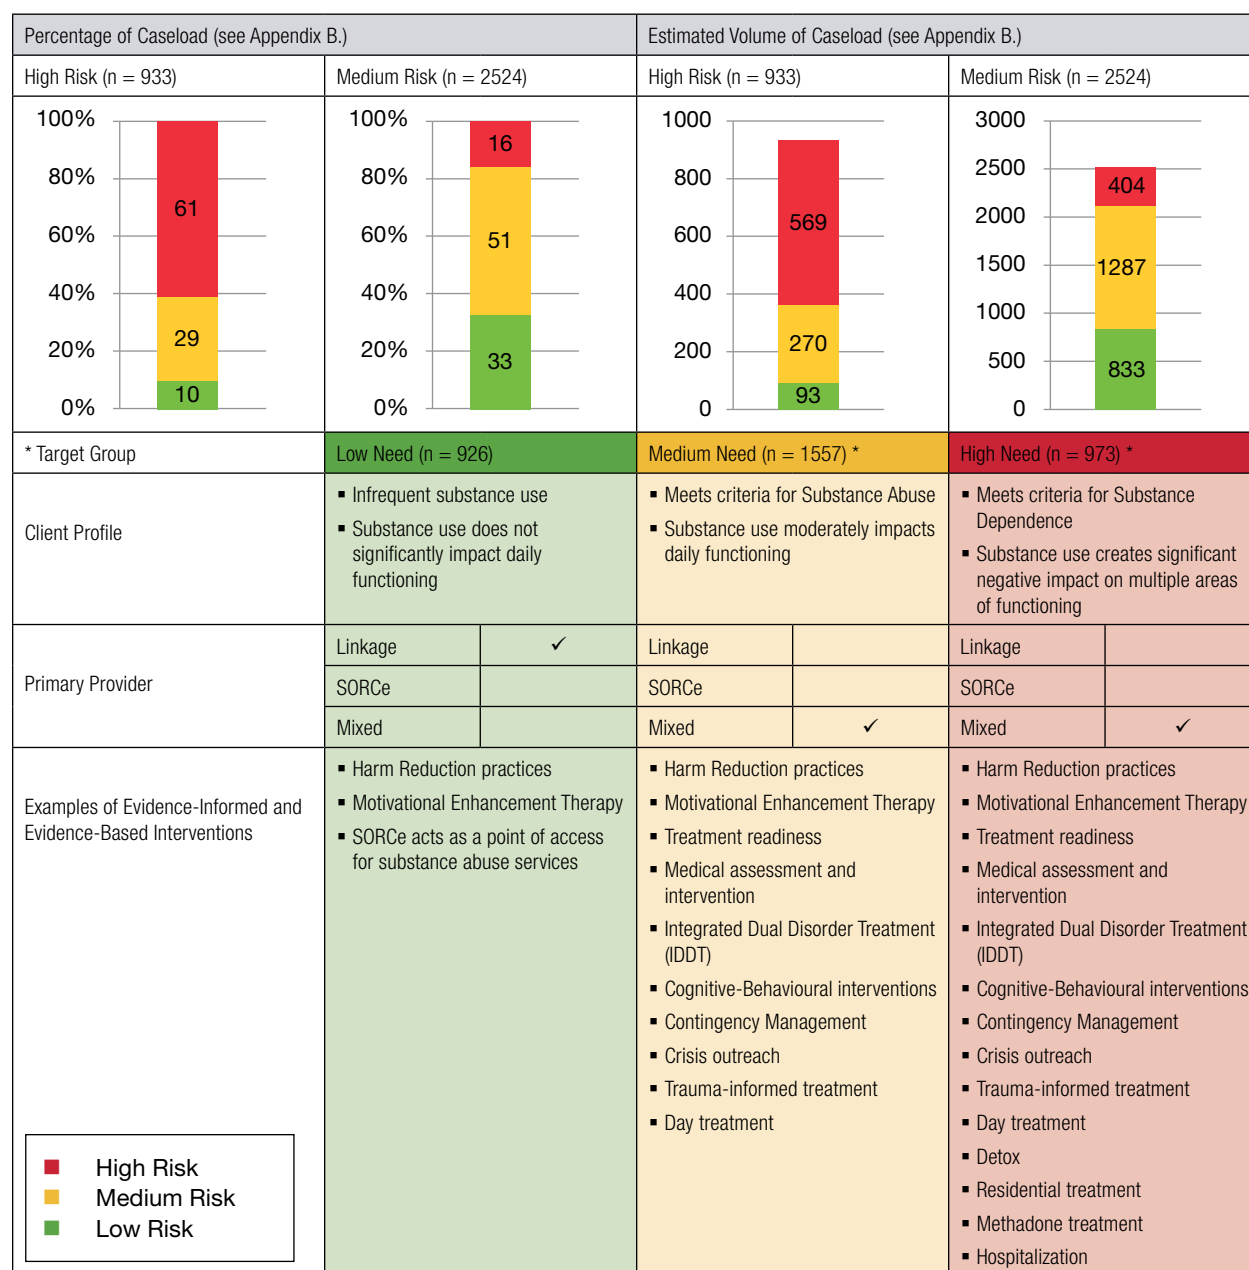 Percentage of Caseload (see Appendix B.)
Estimated Volume of Caseload (see Appendix B.)
High Risk (n = 933)
Medium Risk (n = 2524)
High Risk (n = 933)
Medium Risk (n = 2524)
100%
80%
60%
40%
20%
0%
61
29
10
100%
80%
60%
40%
20%
0%
16
51
33
1000
800
600
400
200
0
569
270
93
3000
2500
2000
1500
1000
500
0
404
1287
833
* Target Group
Low Need (n = 926)
Medium Need (n = 1557) *
High Need (n = 973) *
Client Profile
▪ Infrequent substance use
▪ Substance use does not
significantly impact daily
functioning
▪ Meets criteria for Substance Abuse
▪ Substance use moderately impacts
daily functioning
▪ Meets criteria for Substance
Dependence
▪ Substance use creates significant
negative impact on multiple areas
of functioning
Primary Provider
Linkage ✓
SORCe
Mixed
Linkage
SORCe
Mixed ✓
Linkage
SORCe
Mixed ✓
Examples of Evidence-Informed and
Evidence-Based Interventions
▪ Harm Reduction practices
▪ Motivational Enhancement Therapy
▪ SORCe acts as a point of access
for substance abuse services
▪ Harm Reduction practices
▪ Motivational Enhancement Therapy
▪ Treatment readiness
▪ Medical assessment and
intervention
▪ Integrated Dual Disorder Treatment
(IDDT)
▪ Cognitive-Behavioural interventions
▪ Contingency Management
▪ Crisis outreach
▪ Trauma-informed treatment
▪ Day treatment
▪ Harm Reduction practices
▪ Motivational Enhancement Therapy
▪ Treatment readiness
▪ Medical assessment and
intervention
▪ Integrated Dual Disorder Treatment
(IDDT)
▪ Cognitive-Behavioural interventions
▪ Contingency Management
▪ Crisis outreach
▪ Trauma-informed treatment
▪ Day treatment
▪ Detox
▪ Residential treatment
▪ Methadone treatment
▪ Hospitalization
High Risk
Medium Risk
Low Risk